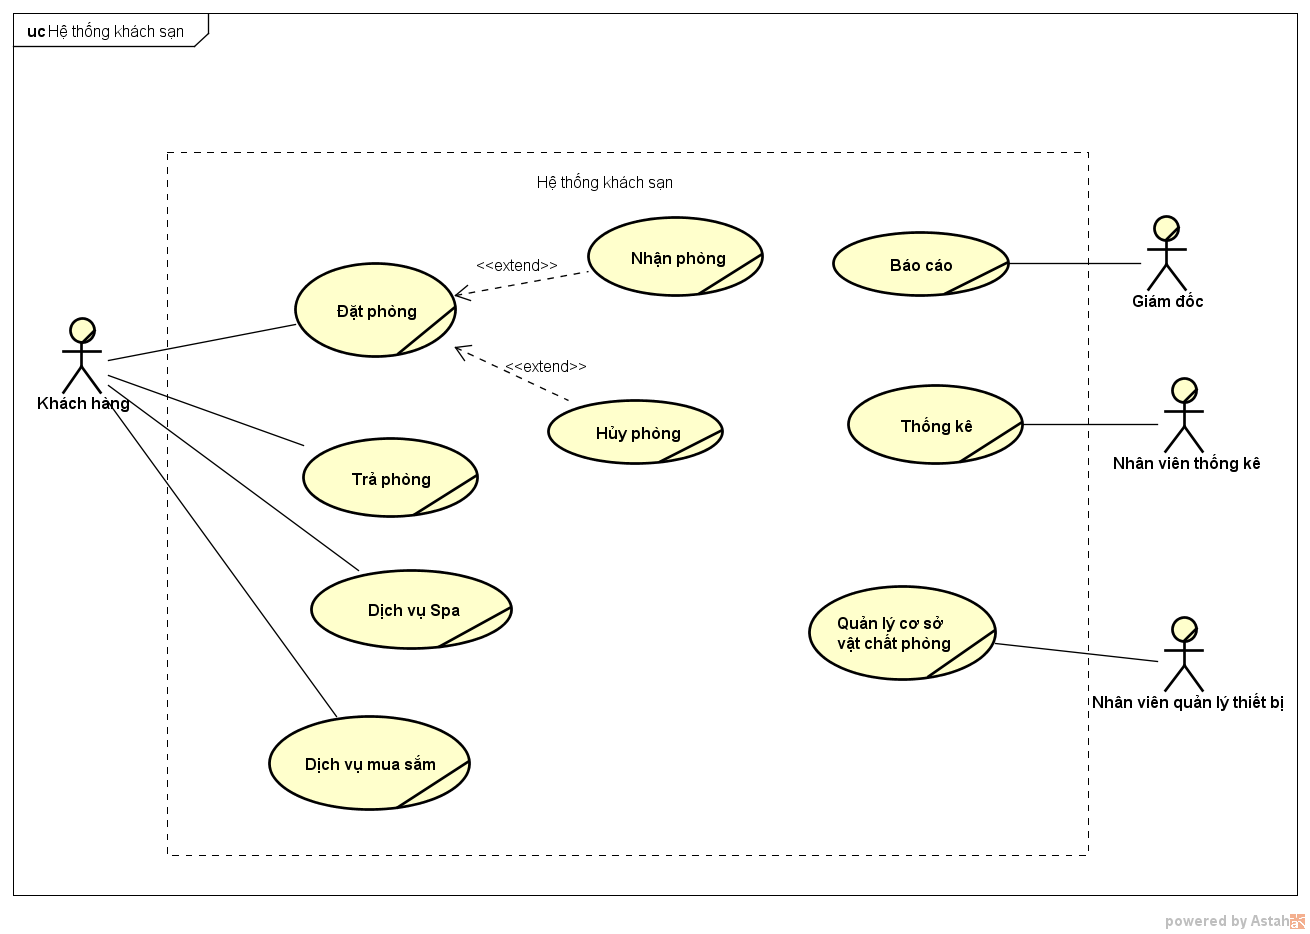 uc Hệ thống khách sạn
Hệ thống khách sạn
<<extend>>
Nhận phòng
Báo cáo
Giám đốc
Đặt phòng
<<extend>>
Khách hàng
Hủy phòng
Thống kê
Nhân viên thống kê
Trả phòng
Dịch vụ Spa
Quản lý cơ sở
vật chất phòng
Nhân viên quản lý thiết bị
Dịch vụ mua sắm
powered by Astah